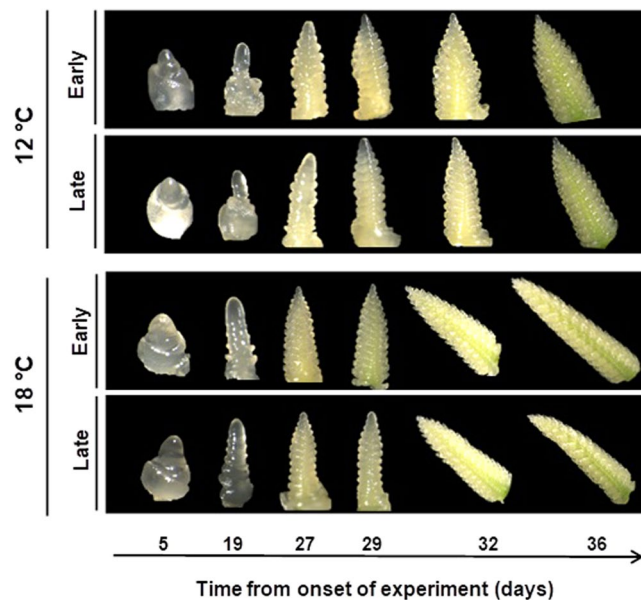 12 °C
Early
Late
18 °C
Early
Late
5 19 27 29 32 36
Time from onset of experiment (days)